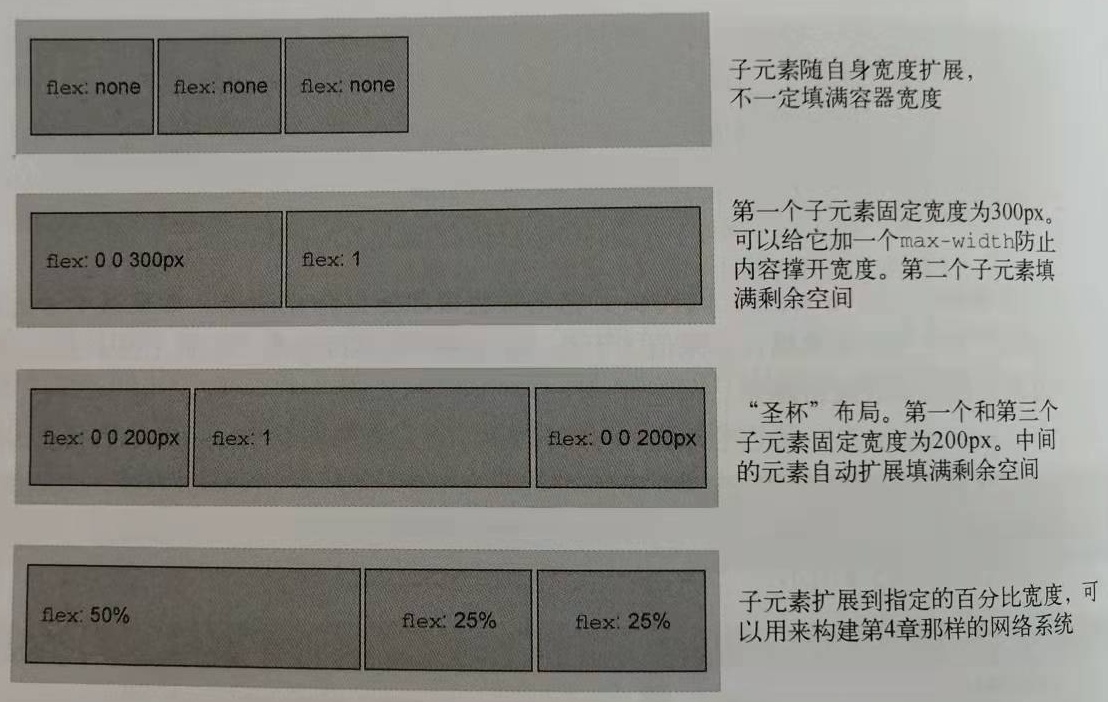 flex: none flex: none flex: none
子元素随自身宽度扩展，
不一定填满容器宽度
flex: 0 0 300px flex: 1
第一个子元素固定宽度为300px。
可以给它加一个max-width防止
内容撑开宽度。第二个子元素填
满剩余空间
flex: 0 0 200px flex: 1 flex: 0 0 200px
“圣杯”布局。第一个和第三个
子元素固定宽度为200px。中间
的元素自动扩展填满剩余空间
flex: 50% flex: 25% flex: 25%
子元素扩展到指定的百分比宽度，可
以用来构建第4章那样的网络系统